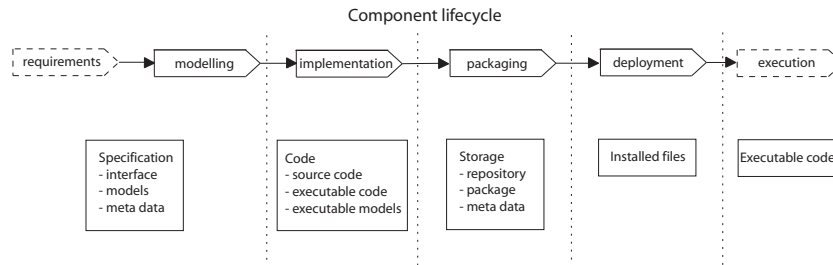 Component lifecycle
requirements
modelling
implementation
packaging
deployment
execution
Specification
- interface
- models
- meta data
Code
- source code
- executable code
- executable models
Storage
- repository
- package
- meta data
Installed files
Executable code